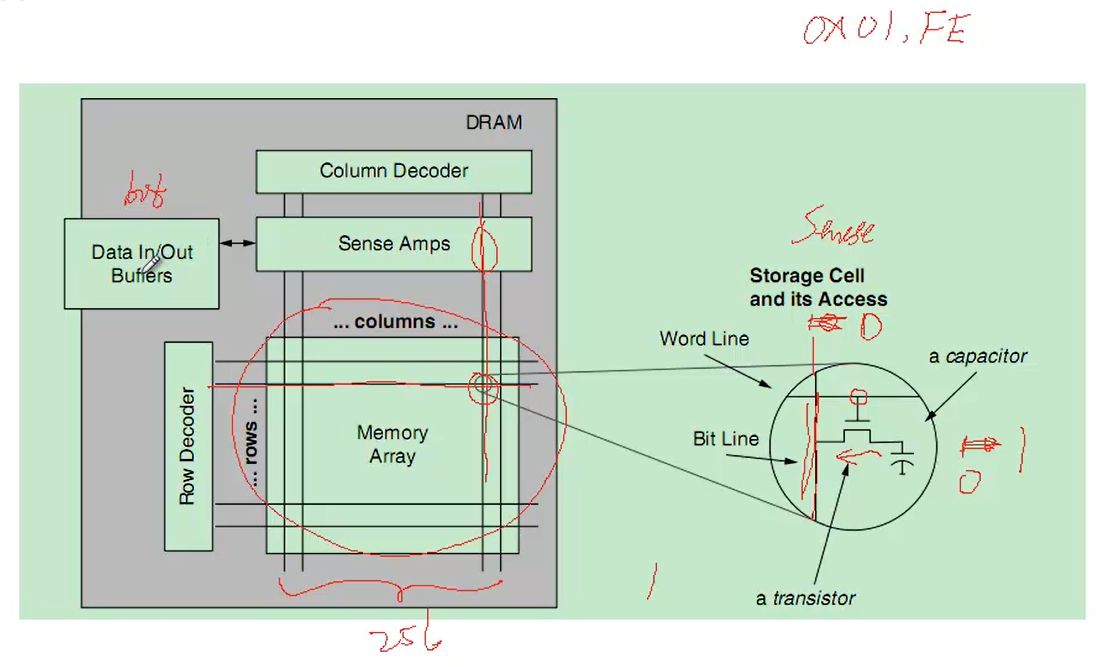 0x01, FE
DRAM
Column Decoder
buf
Data In/Out
Buffers
Sense Amps
Sense
Storage Cell
and its Access
0
... columns ...
Word Line
a capacitor
Row Decoder
... rows ...
Memory
Array
Bit Line
1
0
1
a transistor
256